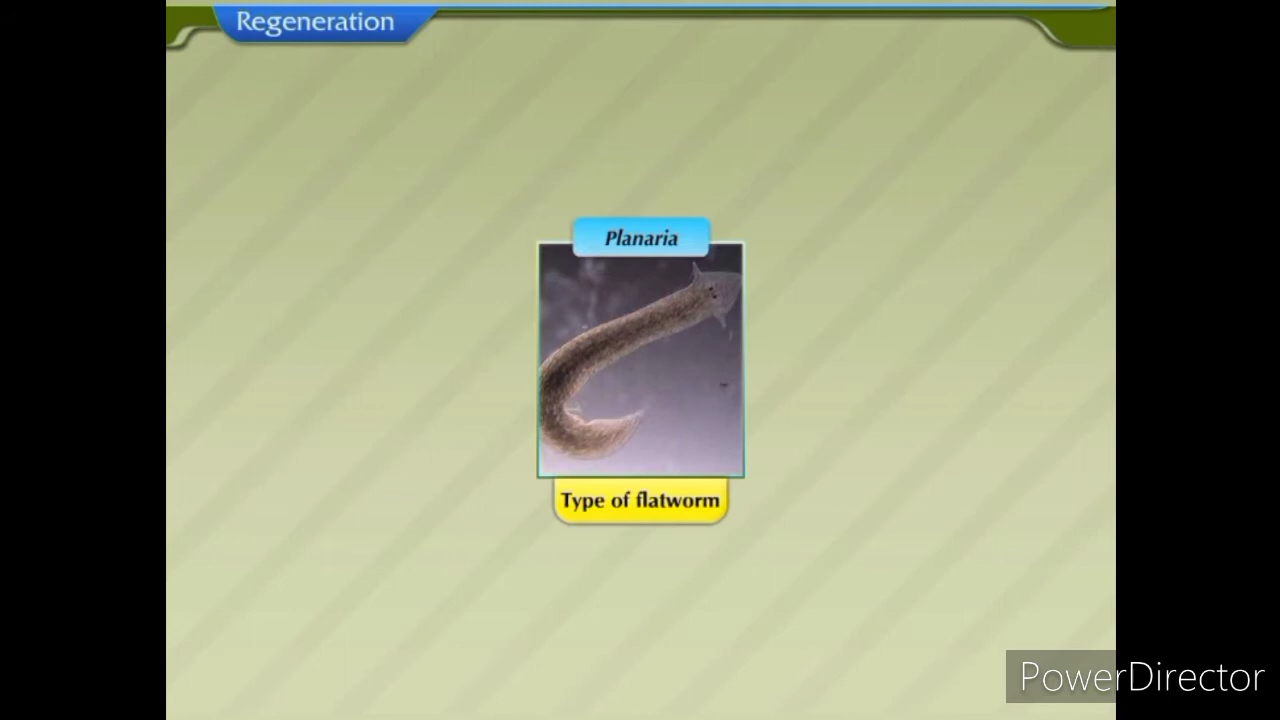 Regeneration
Planaria
Type of flatworm
PowerDirector